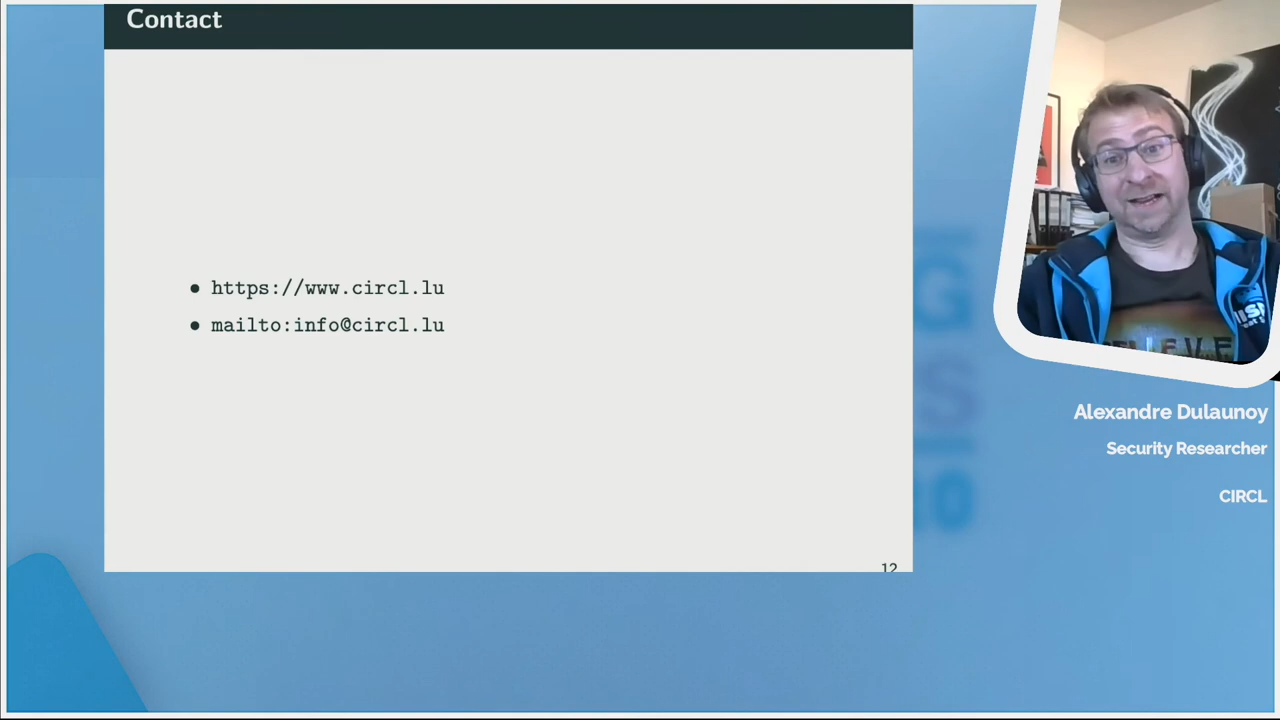 Contact
• https://www.circl.lu
• mailto:info@circl.lu
12
Alexandre Dulaunoy
Security Researcher
CIRCL